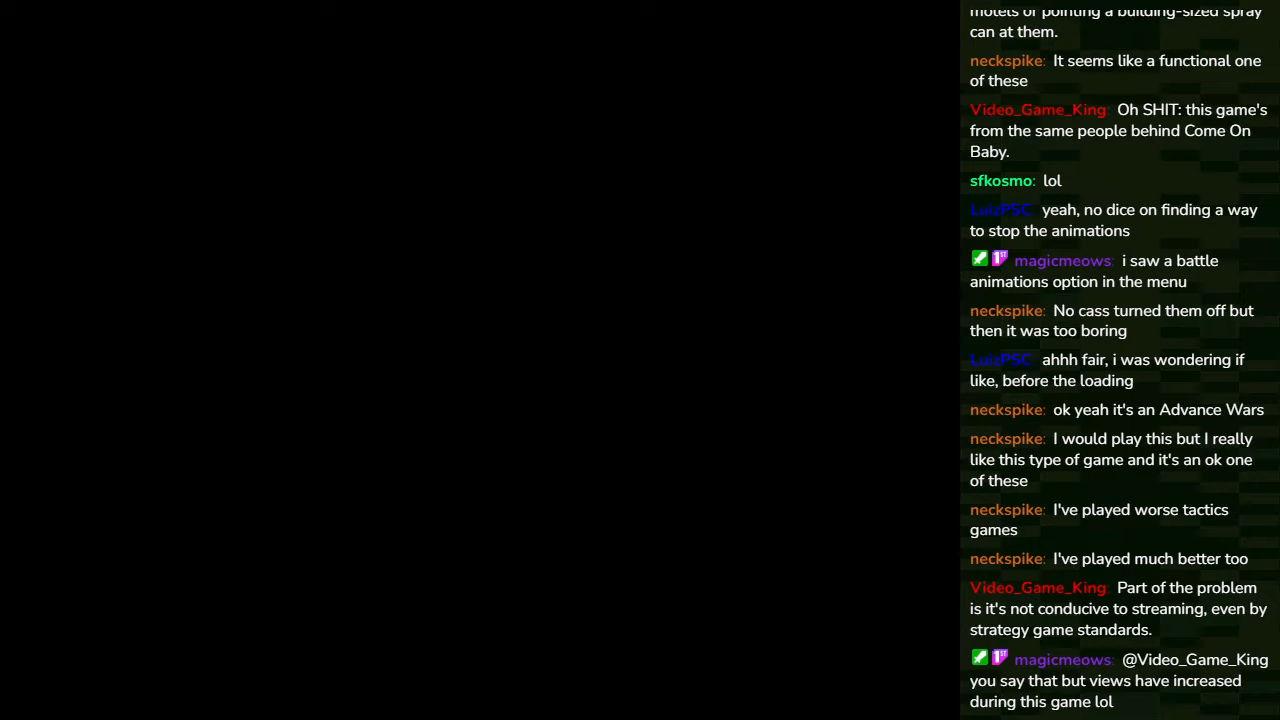 motels or pointing a building-sized spray
can at them.
neckspike: It seems like a functional one
of these
Video_Game_King: Oh SHIT: this game's
from the same people behind Come On
Baby.
sfkosmo: lol
LuizPSC: yeah, no dice on finding a way
to stop the animations
magicmeows: i saw a battle
animations option in the menu
neckspike: No cass turned them off but
then it was too boring
LuizPSC: ahhh fair, i was wondering if
like, before the loading
neckspike: ok yeah it's an Advance Wars
neckspike: I would play this but I really
like this type of game and it's an ok one
of these
neckspike: I've played worse tactics
games
neckspike: I've played much better too
Video_Game_King: Part of the problem
is it's not conducive to streaming, even by
strategy game standards.
magicmeows: @Video_Game_King
you say that but views have increased
during this game lol